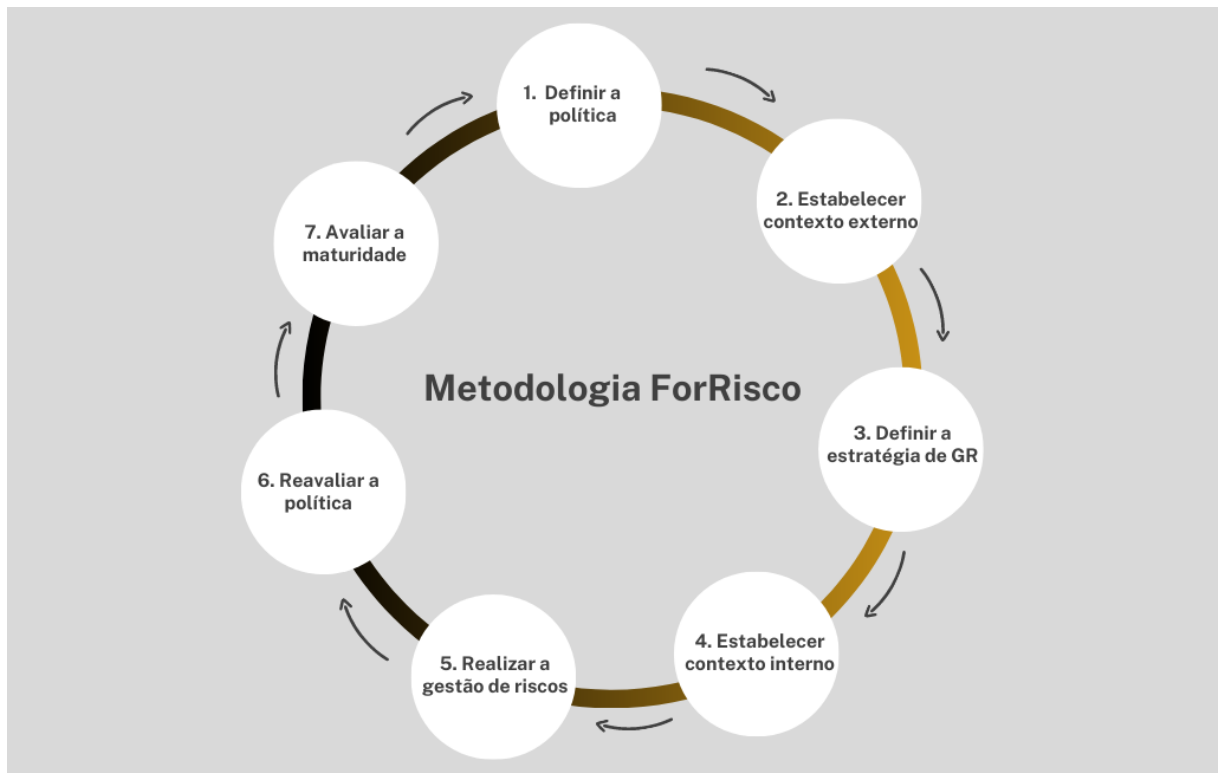 1. Definir a
política
2. Estabelecer
contexto externo
3. Definir a
estratégia de GR
4. Estabelecer
contexto interno
5. Realizar a
gestão de riscos
6. Reavaliar a
política
7. Avaliar a
maturidade
Metodologia ForRisco